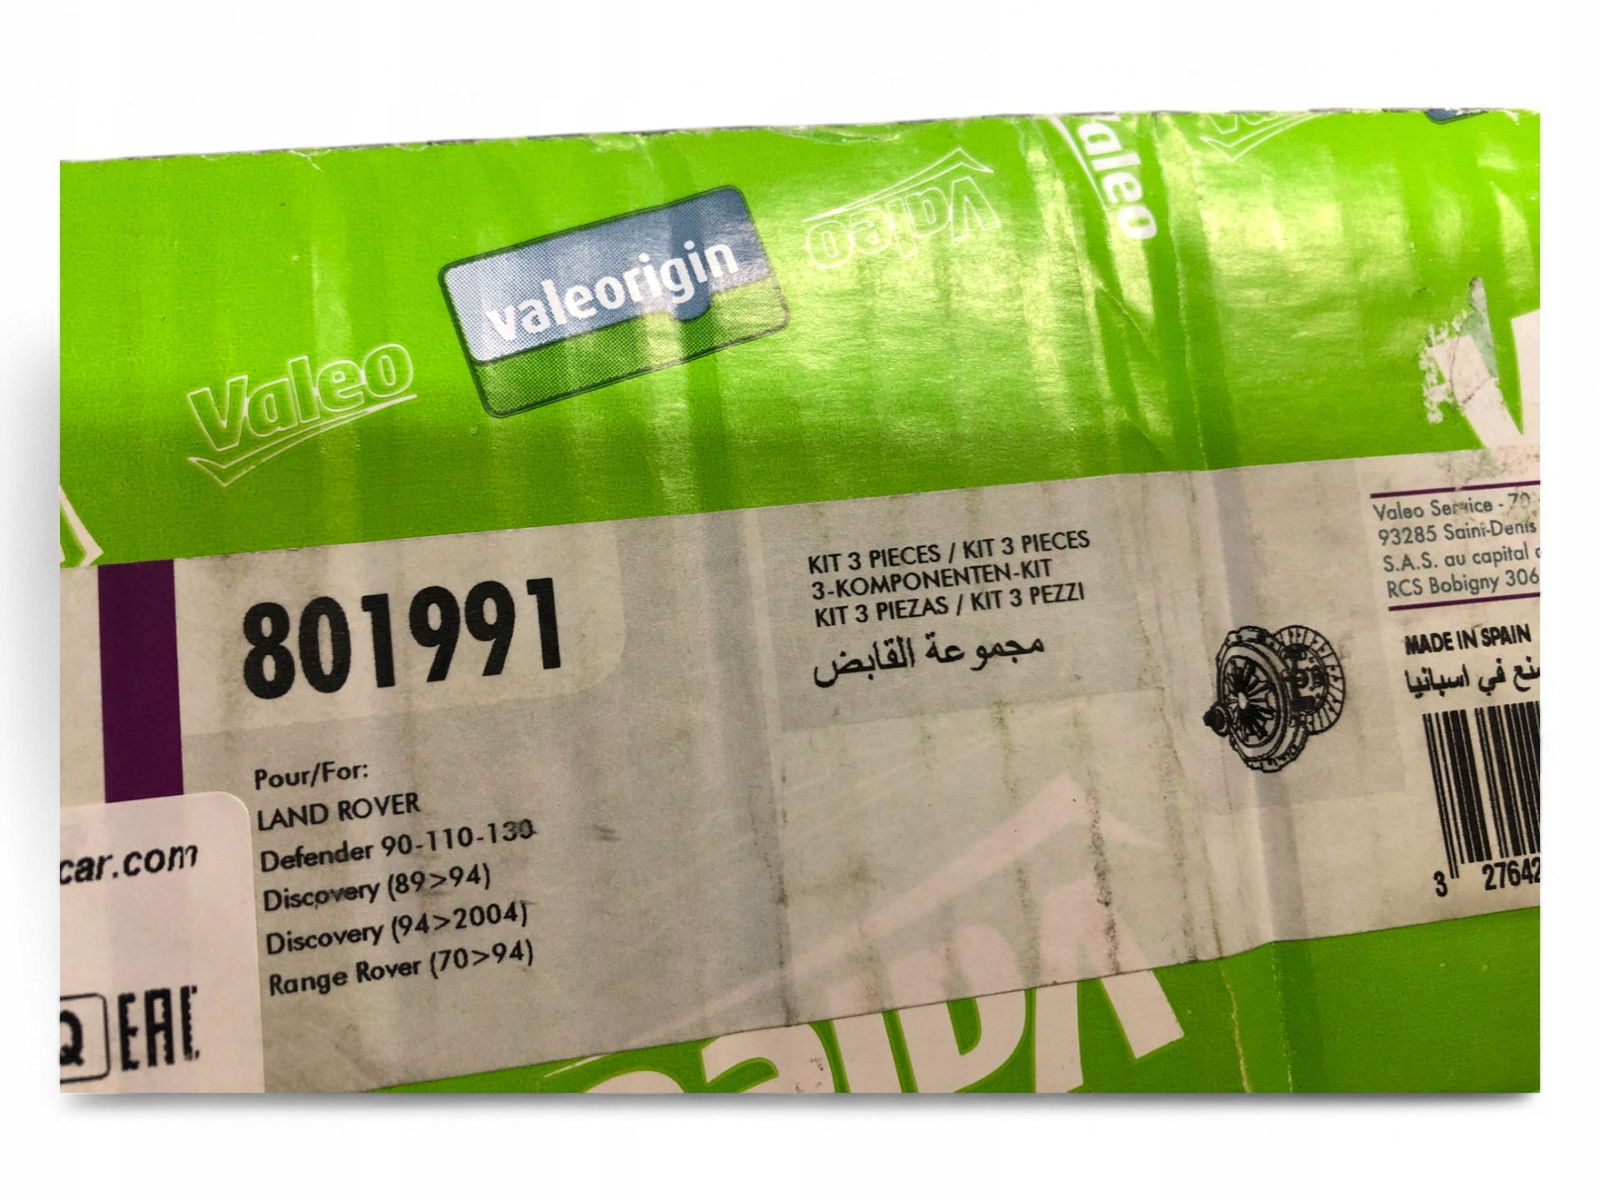 Valeo
valeorigin
Valeo
Valeo
801991
KIT 3 PIECES / KIT 3 PIECES
3-KOMPONENTEN-KIT
KIT 3 PIEZAS / KIT 3 PEZZI
مجموعة القابض
Pour/For:
LAND ROVER
Defender 90-110-130
Discovery (89>94)
Discovery (94>2004)
Range Rover (70>94)
Valeo Service - 70
93285 Saint-Denis
S.A.S. au capital
RCS Bobigny 306
MADE IN SPAIN
في اسبانيا
3 27642
car.com
EAC
Valeo